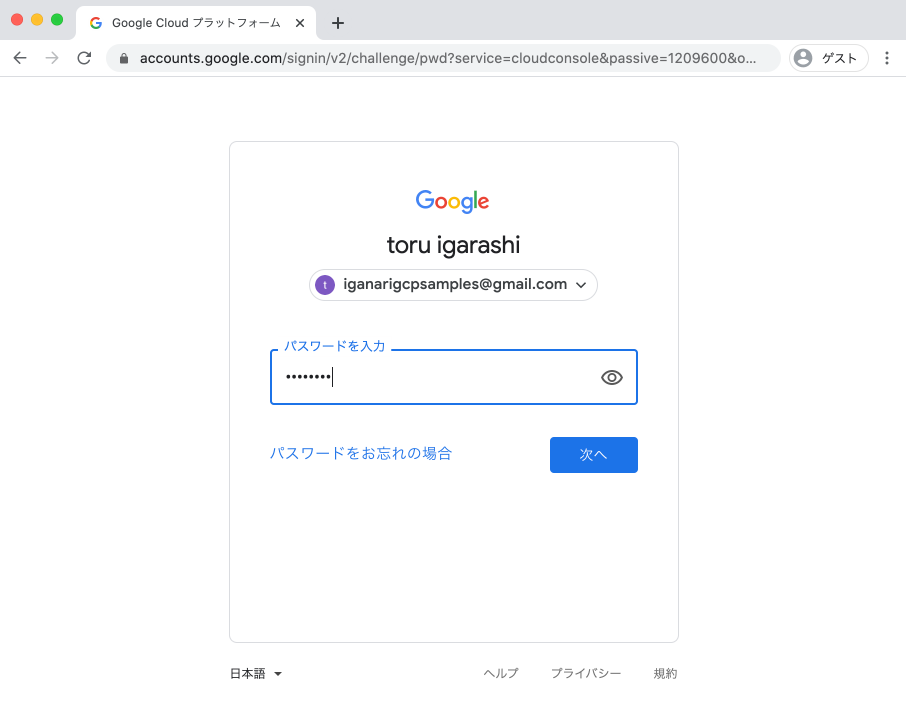 Google Cloud プラットフォーム
accounts.google.com/signin/v2/challenge/pwd?service=cloudconsole&passive=1209600&o...
ゲスト
Google
toru igarashi
t
iganarigcpsamples@gmail.com
パスワードを入力
••••••••
パスワードをお忘れの場合
次へ
日本語
ヘルプ
プライバシー
規約